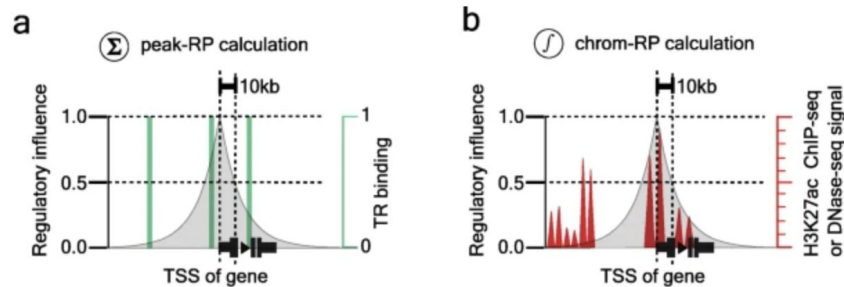 a
Σ peak-RP calculation
10kb
Regulatory influence
1.0
0.5
0.0
1
0
TR binding
TSS of gene
b
∫ chrom-RP calculation
10kb
Regulatory influence
1.0
0.5
0.0
H3K27ac ChIP-seq
or DNase-seq signal
TSS of gene